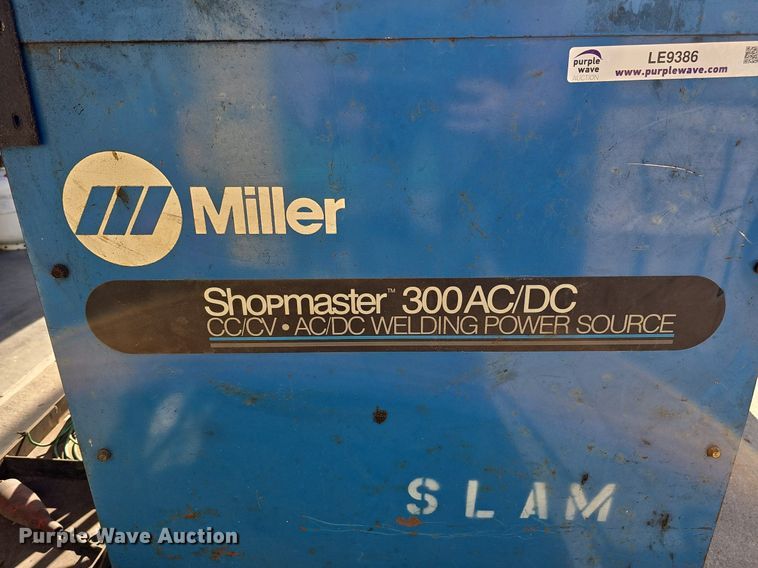 purple wave AUCTION
LE9386
www.purplewave.com
Miller
Shopmaster™ 300 AC/DC
CC/CV • AC/DC WELDING POWER SOURCE
SLAM
Purple Wave Auction